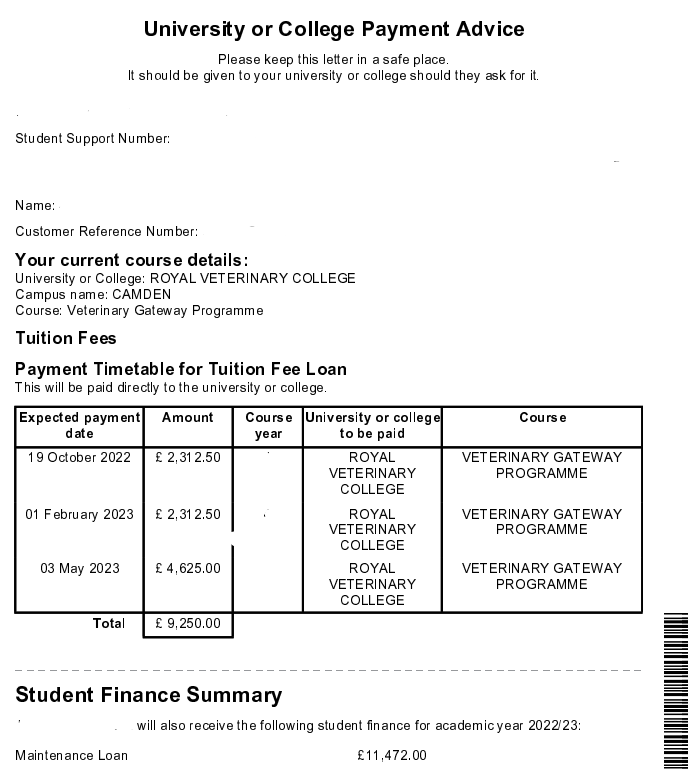 University or College Payment Advice
Please keep this letter in a safe place.
It should be given to your university or college should they ask for it.
Student Support Number:
Name:
Customer Reference Number:
Your current course details:
University or College: ROYAL VETERINARY COLLEGE
Campus name: CAMDEN
Course: Veterinary Gateway Programme
Tuition Fees
Payment Timetable for Tuition Fee Loan
This will be paid directly to the university or college.
Expected payment date Amount Course year University or college to be paid Course
19 October 2022 £ 2,312.50 ROYAL VETERINARY COLLEGE VETERINARY GATEWAY PROGRAMME
01 February 2023 £ 2,312.50 ROYAL VETERINARY COLLEGE VETERINARY GATEWAY PROGRAMME
03 May 2023 £ 4,625.00 ROYAL VETERINARY COLLEGE VETERINARY GATEWAY PROGRAMME
Total £ 9,250.00
Student Finance Summary
will also receive the following student finance for academic year 2022/23:
Maintenance Loan £11,472.00